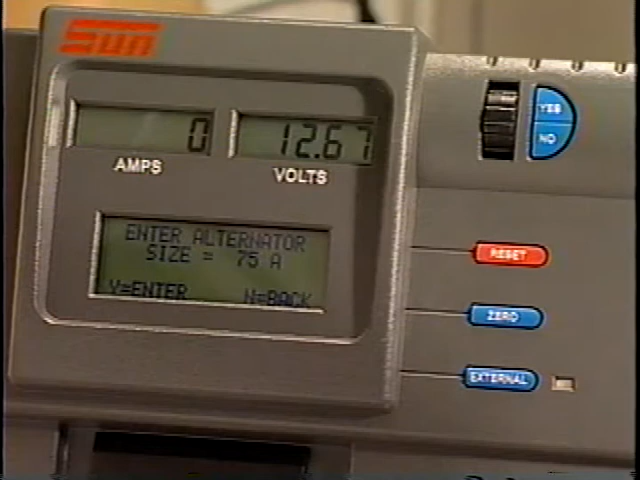 Sun
0 12.67
AMPS VOLTS
ENTER ALTERNATOR
SIZE = 75 A
Y=ENTER N=BACK
YES
NO
RESET
ZERO
EXTERNAL